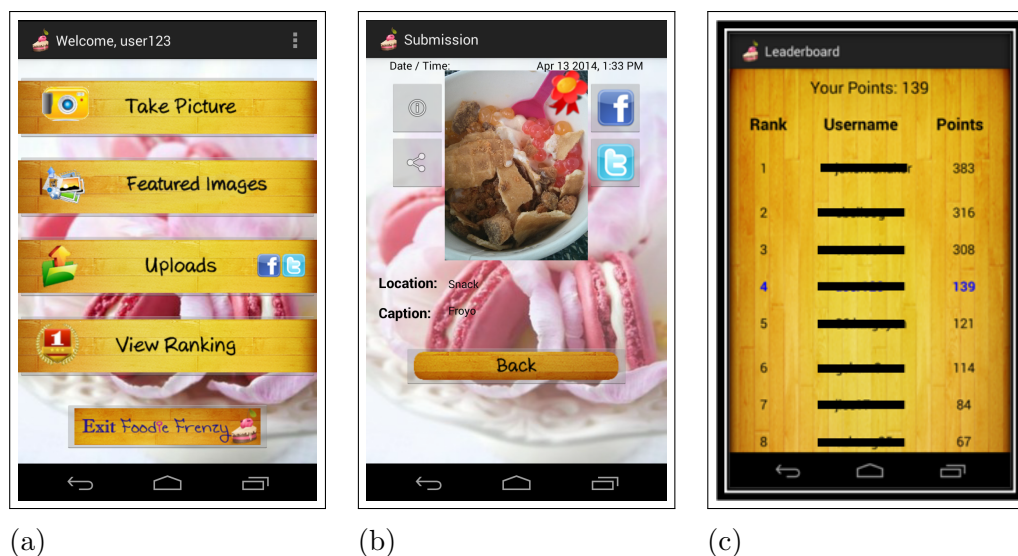 Welcome, user123
Take Picture
Featured Images
Uploads
View Ranking
Exit Foodie Frenzy
(a)
Submission
Date / Time: Apr 13 2014, 1:33 PM
Location: Snack
Caption: Froyo
Back
(b)
Leaderboard
Your Points: 139
Rank Username Points
1 383
2 316
3 308
4 139
5 121
6 114
7 84
8 67
(c)